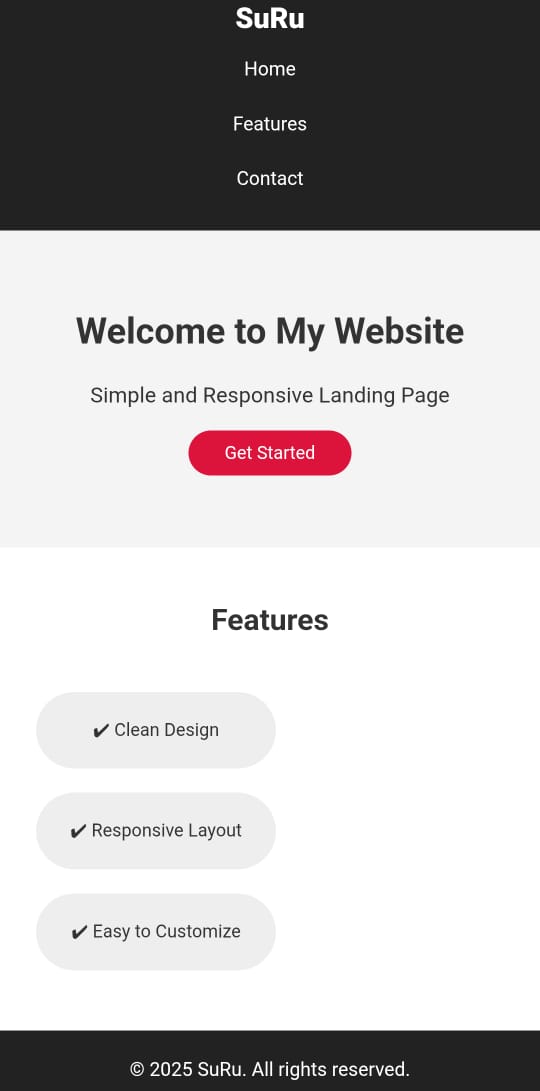 SuRu
Home
Features
Contact
Welcome to My Website
Simple and Responsive Landing Page
Get Started
Features
✔ Clean Design
✔ Responsive Layout
✔ Easy to Customize
© 2025 SuRu. All rights reserved.